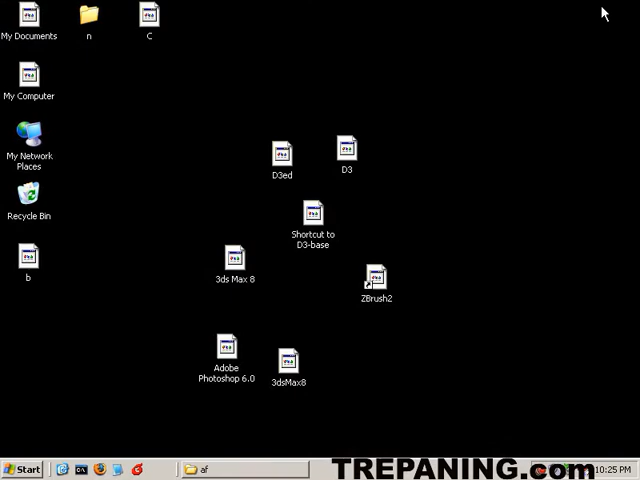 My Documents
n
C
My Computer
My Network
Places
Recycle Bin
b
D3ed
D3
Shortcut to
D3-base
3ds Max 8
ZBrush2
Adobe
Photoshop 6.0
3dsMax8
Start
af
TREPANING.com
10:25 PM